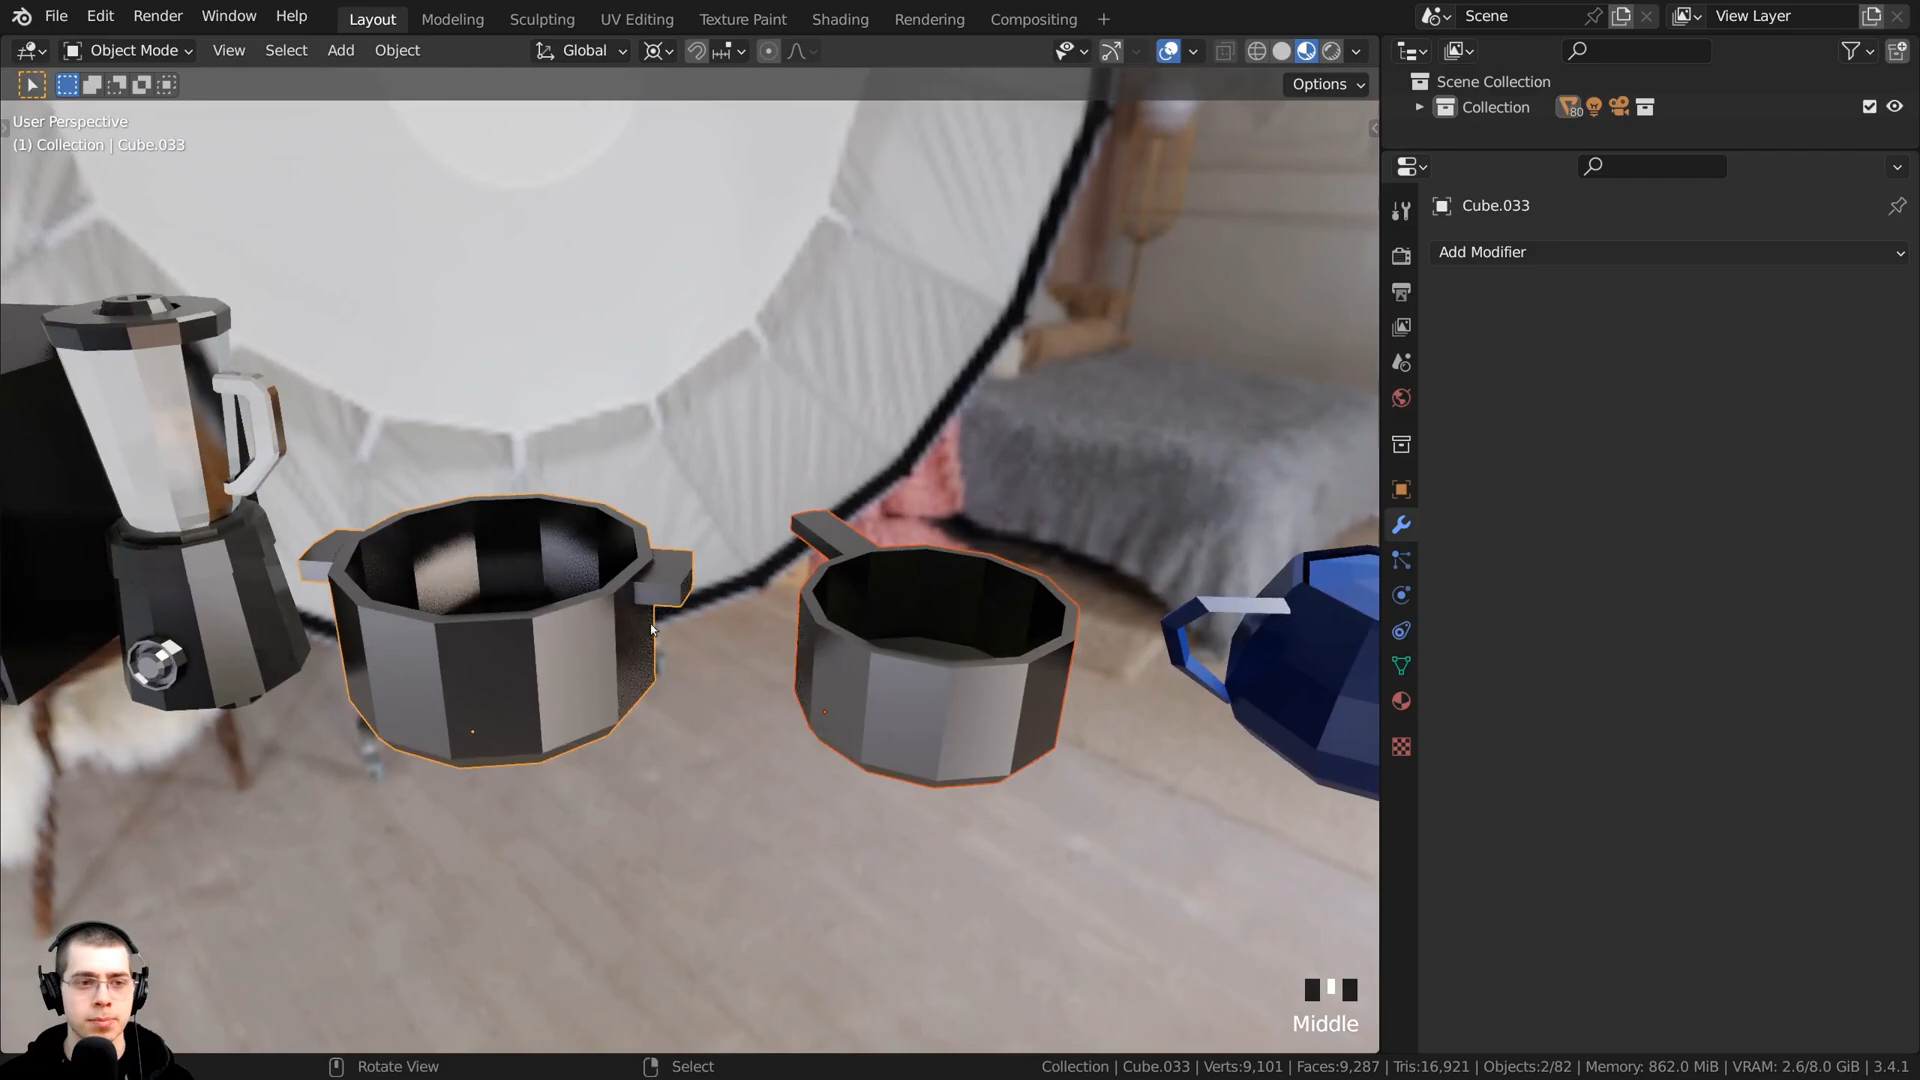 File Edit Render Window Help Layout Modeling Sculpting UV Editing Texture Paint Shading Rendering Animation Compositing + Scene View Layer
Object Mode View Select Add Object Global
Options
User Perspective
(1) Collection | Cube.033
Scene Collection
Collection 80
Cube.033
Add Modifier
Middle
Rotate View Select Collection | Cube.033 | Verts:9,101 | Faces:9,287 | Tris:16,921 | Objects:2/82 | Memory: 862.0 MiB | VRAM: 2.6/8.0 GiB | 3.4.1